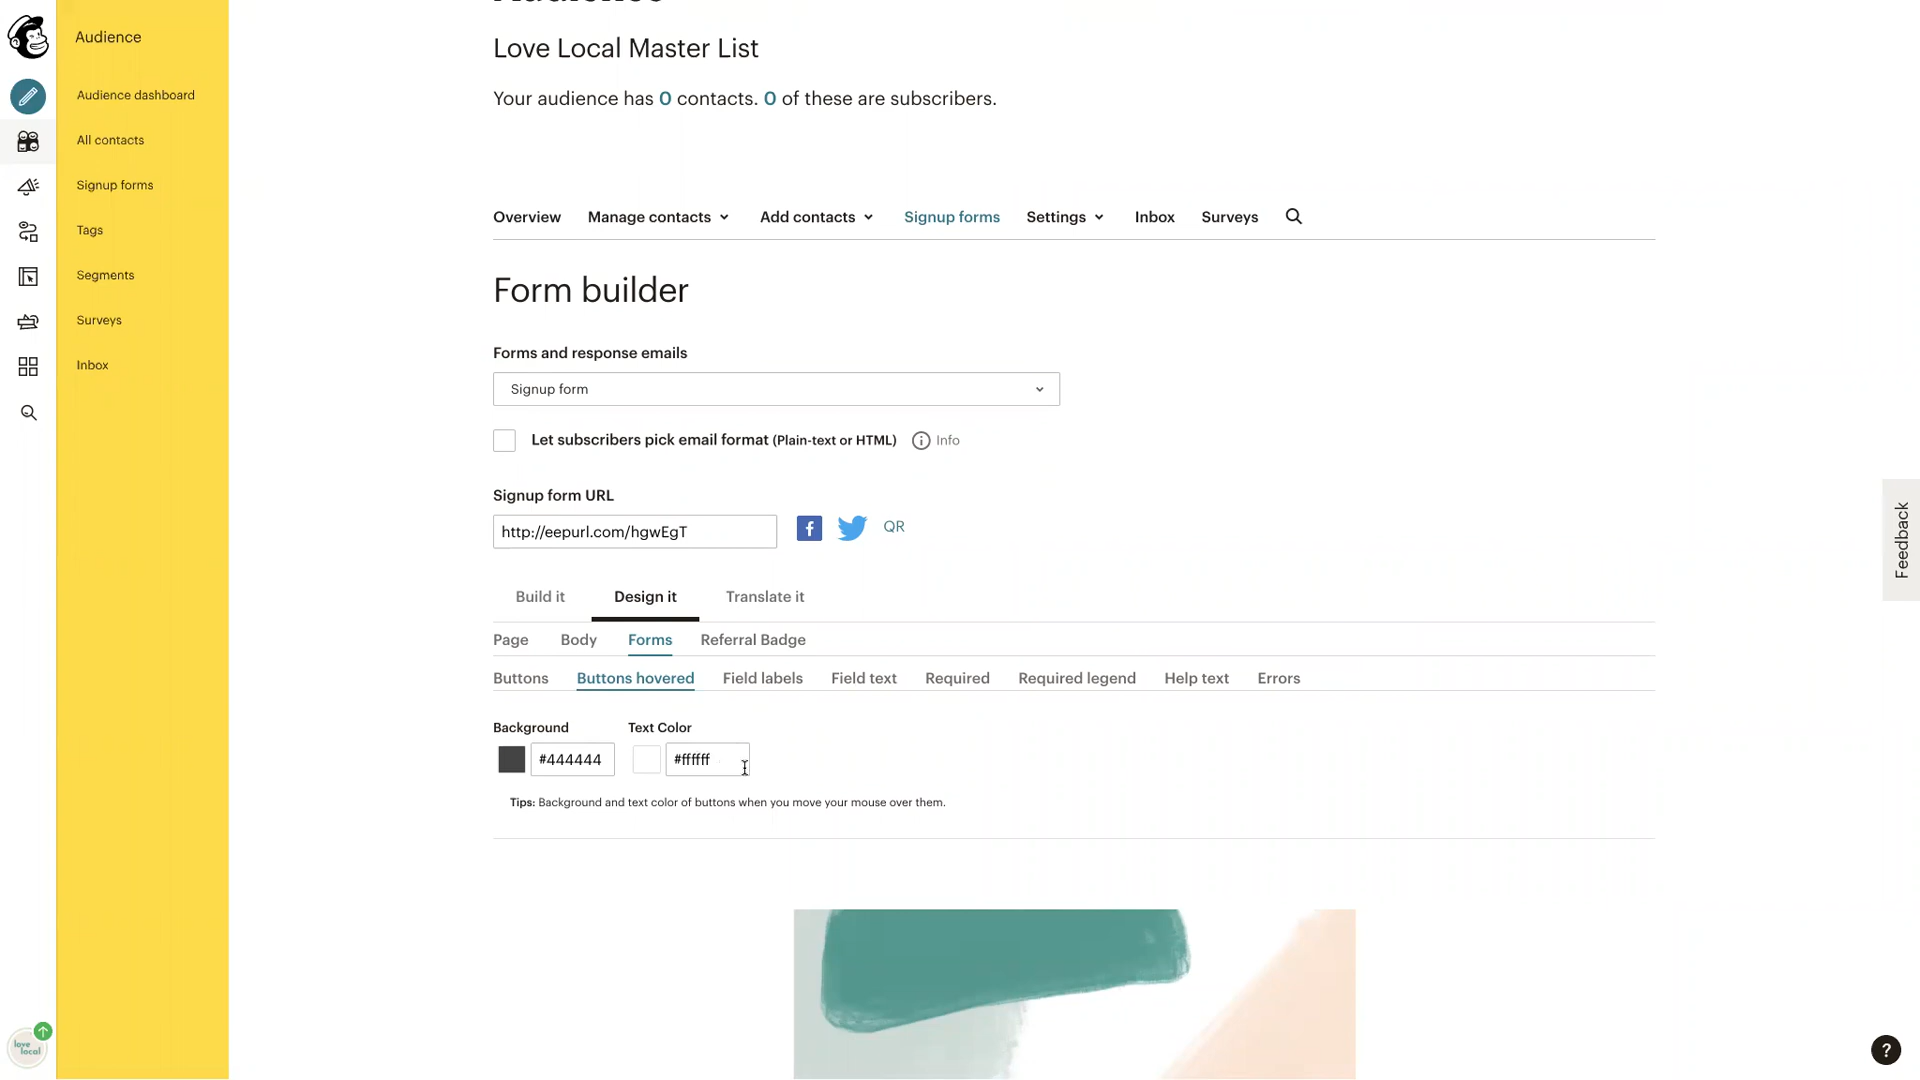 Audience
Audience
Audience dashboard
All contacts
Signup forms
Tags
Segments
Surveys
Inbox
love
local
Love Local Master List
Your audience has 0 contacts. 0 of these are subscribers.
Overview Manage contacts Add contacts Signup forms Settings Inbox Surveys
Form builder
Forms and response emails
Signup form
Let subscribers pick email format (Plain-text or HTML) Info
Signup form URL
http://eepurl.com/hgwEgT QR
Build it Design it Translate it
Page Body Forms Referral Badge
Buttons Buttons hovered Field labels Field text Required Required legend Help text Errors
Background Text Color
#444444 #ffffff
Tips: Background and text color of buttons when you move your mouse over them.
Feedback
?